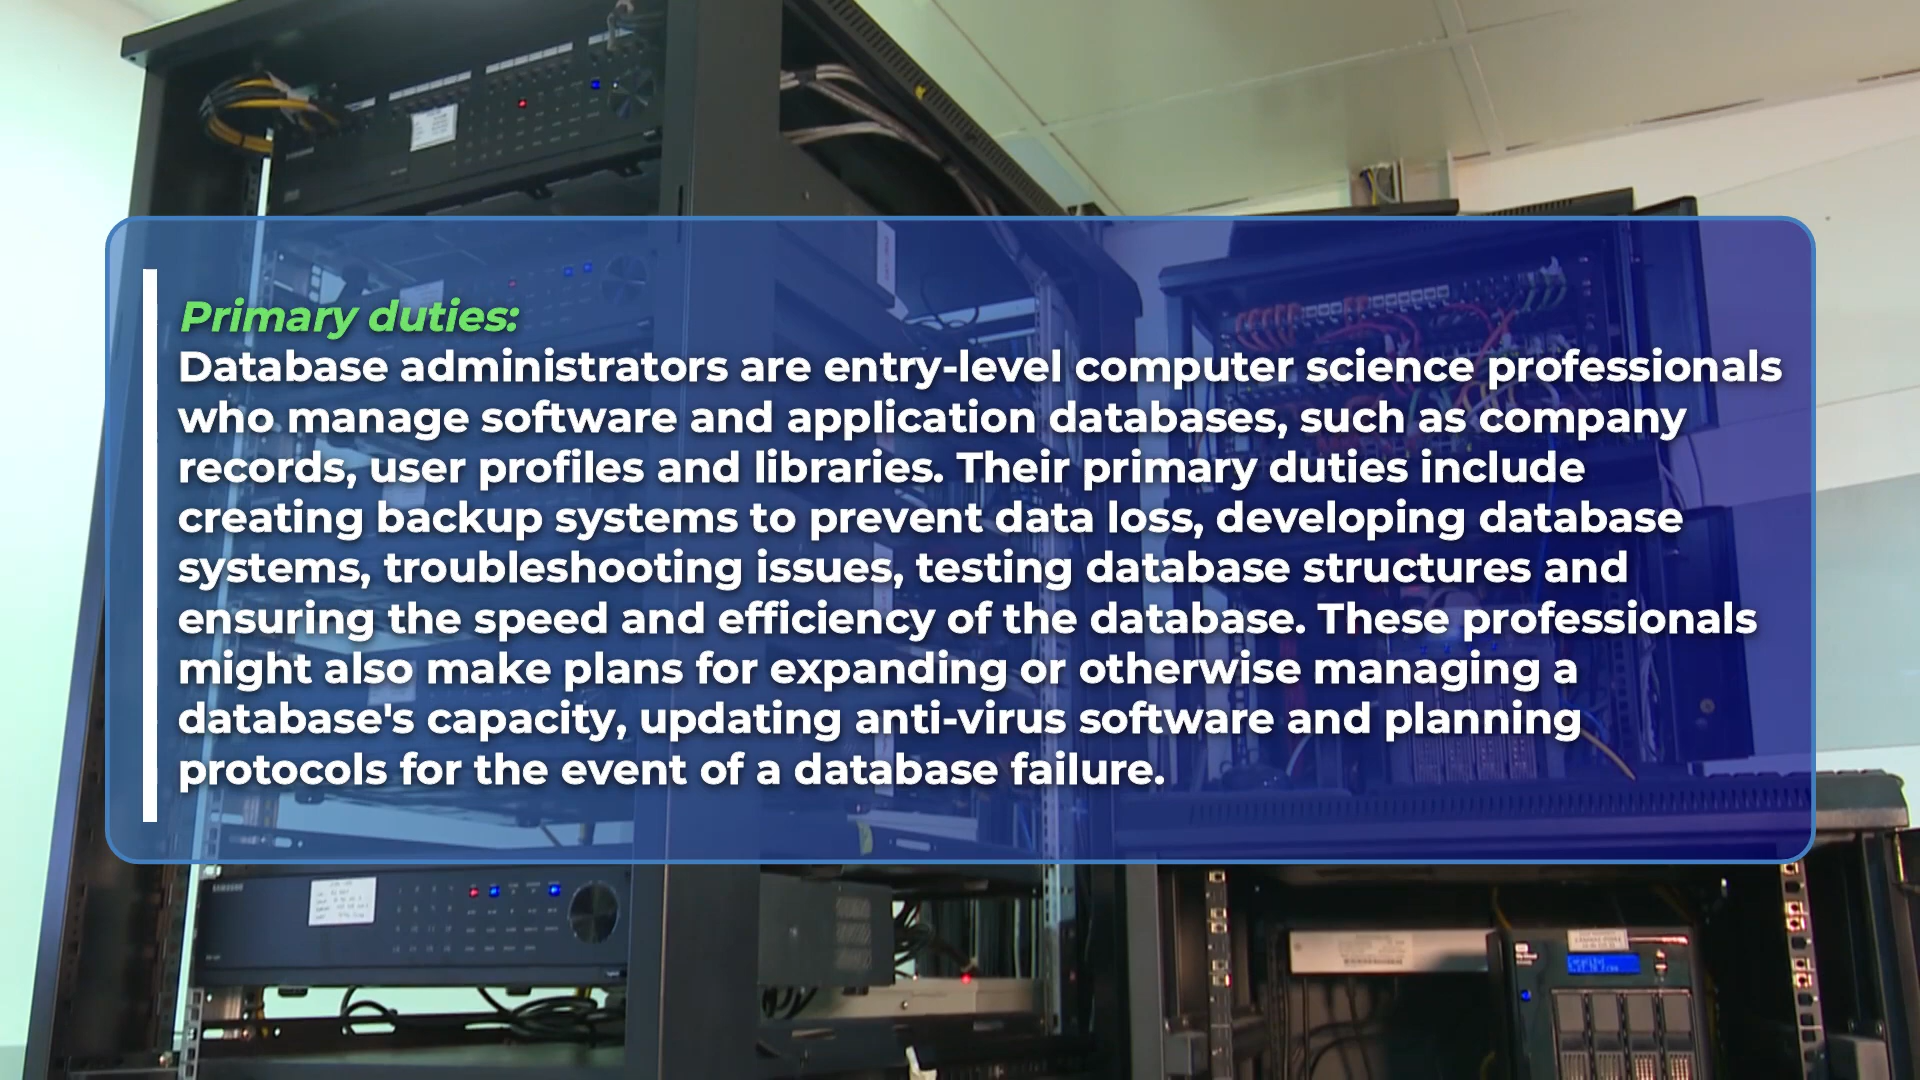 Primary duties:
Database administrators are entry-level computer science professionals
who manage software and application databases, such as company
records, user profiles and libraries. Their primary duties include
creating backup systems to prevent data loss, developing database
systems, troubleshooting issues, testing database structures and
ensuring the speed and efficiency of the database. These professionals
might also make plans for expanding or otherwise managing a
database's capacity, updating anti-virus software and planning
protocols for the event of a database failure.
SAMSUNG